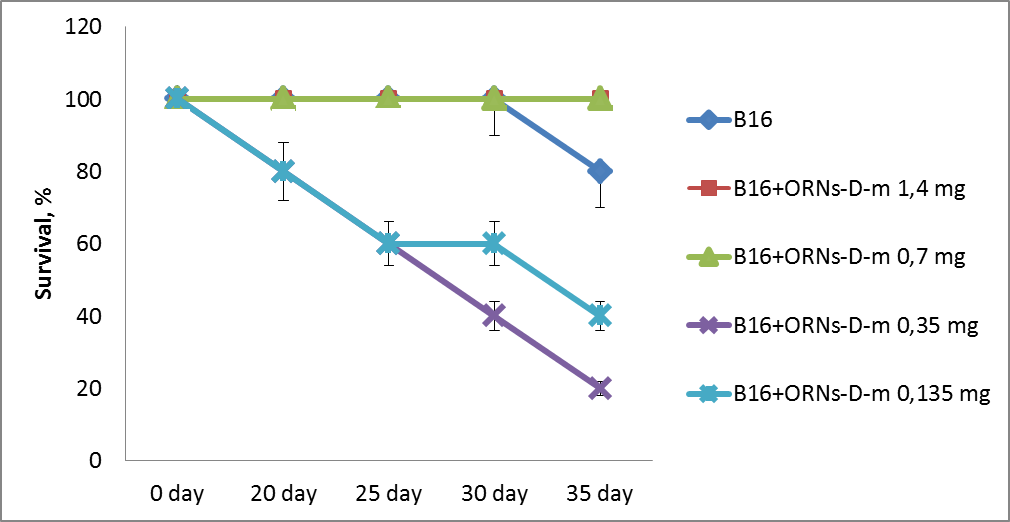 120
100
80
60
40
20
0
Survival, %
0 day
20 day
25 day
30 day
35 day
B16
B16+ORNs-D-m 1,4 mg
B16+ORNs-D-m 0,7 mg
B16+ORNs-D-m 0,35 mg
B16+ORNs-D-m 0,135 mg